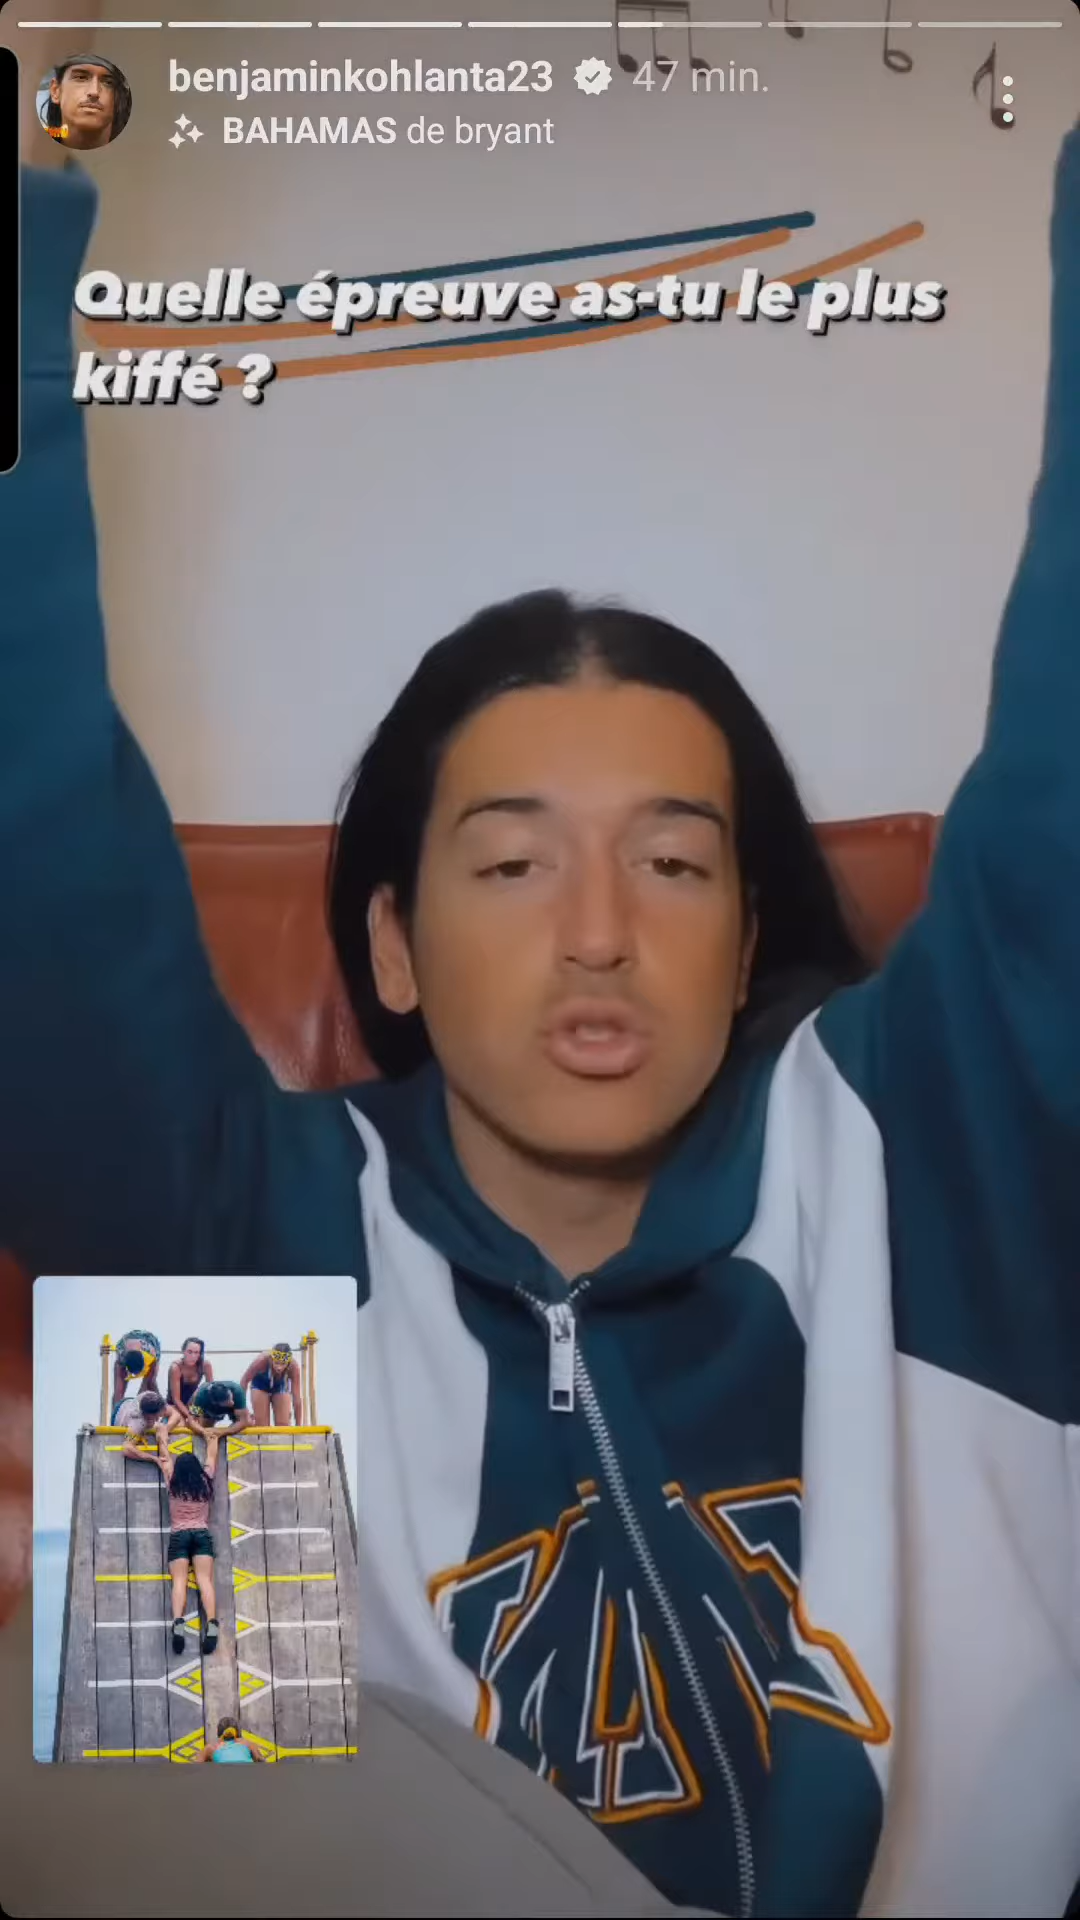 benjaminkohlanta23 47 min.
BAHAMAS de bryant
Quelle épreuve as-tu le plus
kiffé ?